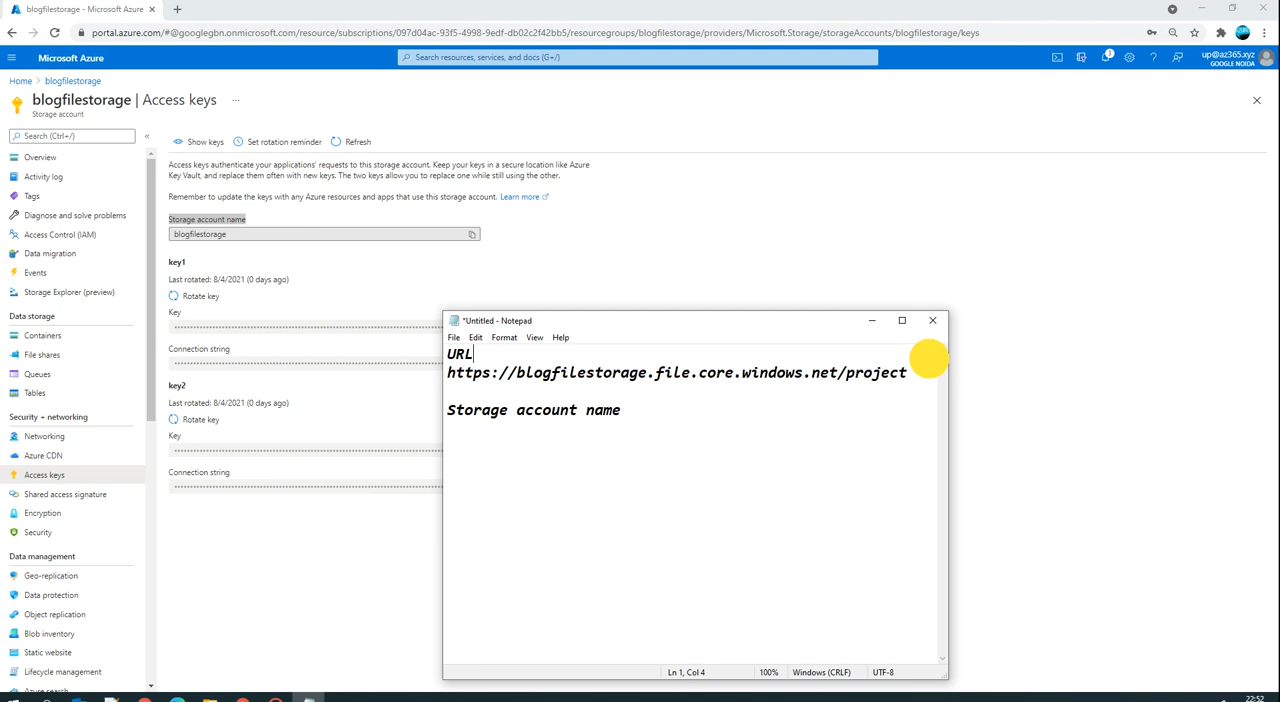 blogfilestorage - Microsoft Azure
portal.azure.com/#@googlegbn.onmicrosoft.com/resource/subscriptions/097d04ac-93f5-4998-9edf-db02c2f42bb5/resourcegroups/blogfilestorage/providers/Microsoft.Storage/storageAccounts/blogfilestorage/keys
Microsoft Azure
Search resources, services, and docs (G+/)
up@az365.xyz
GOOGLE NOIDA
Home > blogfilestorage
blogfilestorage | Access keys ...
Storage account
Search (Ctrl+/)
Overview
Activity log
Tags
Diagnose and solve problems
Access Control (IAM)
Data migration
Events
Storage Explorer (preview)
Data storage
Containers
File shares
Queues
Tables
Security + networking
Networking
Azure CDN
Access keys
Shared access signature
Encryption
Security
Data management
Geo-replication
Data protection
Object replication
Blob inventory
Static website
Lifecycle management
Azure search
Show keys
Set rotation reminder
Refresh
Access keys authenticate your applications' requests to this storage account. Keep your keys in a secure location like Azure
Key Vault, and replace them often with new keys. The two keys allow you to replace one while still using the other.
Remember to update the keys with any Azure resources and apps that use this storage account. Learn more
Storage account name
blogfilestorage
key1
Last rotated: 8/4/2021 (0 days ago)
Rotate key
Key
Connection string
key2
Last rotated: 8/4/2021 (0 days ago)
Rotate key
Key
Connection string
*Untitled - Notepad
File Edit Format View Help
URL
https://blogfilestorage.file.core.windows.net/project
Storage account name
Ln 1, Col 4
100%
Windows (CRLF)
UTF-8
22:52